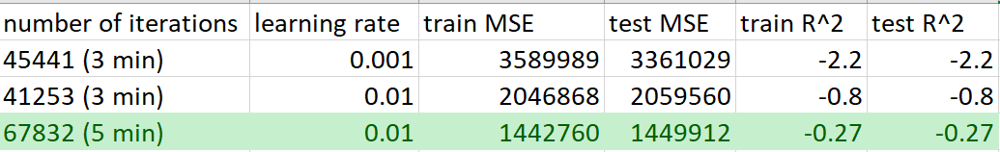 number of iterations learning rate train MSE test MSE train R^2 test R^2
45441 (3 min) 0.001 3589989 3361029 -2.2 -2.2
41253 (3 min) 0.01 2046868 2059560 -0.8 -0.8
67832 (5 min) 0.01 1442760 1449912 -0.27 -0.27